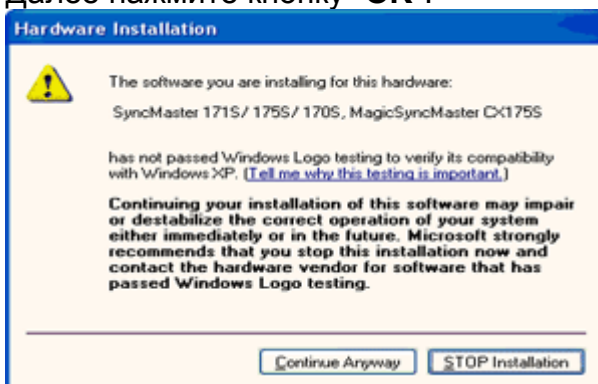 Далее нажмите кнопку "OK".
Hardware Installation
The software you are installing for this hardware:
SyncMaster 171S/ 175S/ 170S, MagicSyncMaster CX175S
has not passed Windows Logo testing to verify its compatibility
with Windows XP. (Tell me why this testing is important.)
Continuing your installation of this software may impair
or destabilize the correct operation of your system
either immediately or in the future. Microsoft strongly
recommends that you stop this installation now and
contact the hardware vendor for software that has
passed Windows Logo testing.
Continue Anyway
STOP Installation